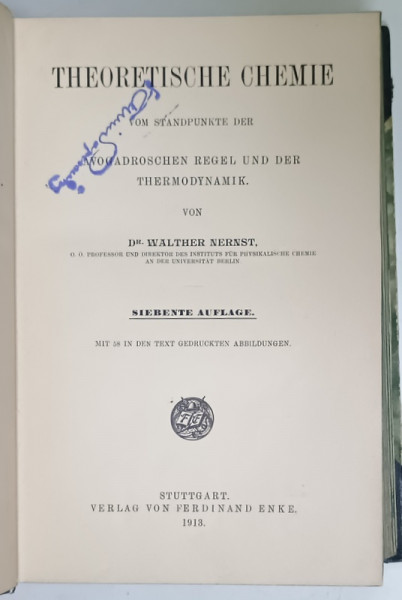 THEORETISCHE CHEMIE
VOM STANDPUNKTE DER
AVOGADROSCHEN REGEL UND DER
THERMODYNAMIK.
VON
DR. WALTHER NERNST,
O. Ö. PROFESSOR UND DIREKTOR DES INSTITUTS FÜR PHYSIKALISCHE CHEMIE
AN DER UNIVERSITÄT BERLIN
SIEBENTE AUFLAGE.
MIT 58 IN DEN TEXT GEDRUCKTEN ABBILDUNGEN.
STUTTGART.
VERLAG VON FERDINAND ENKE.
1913.